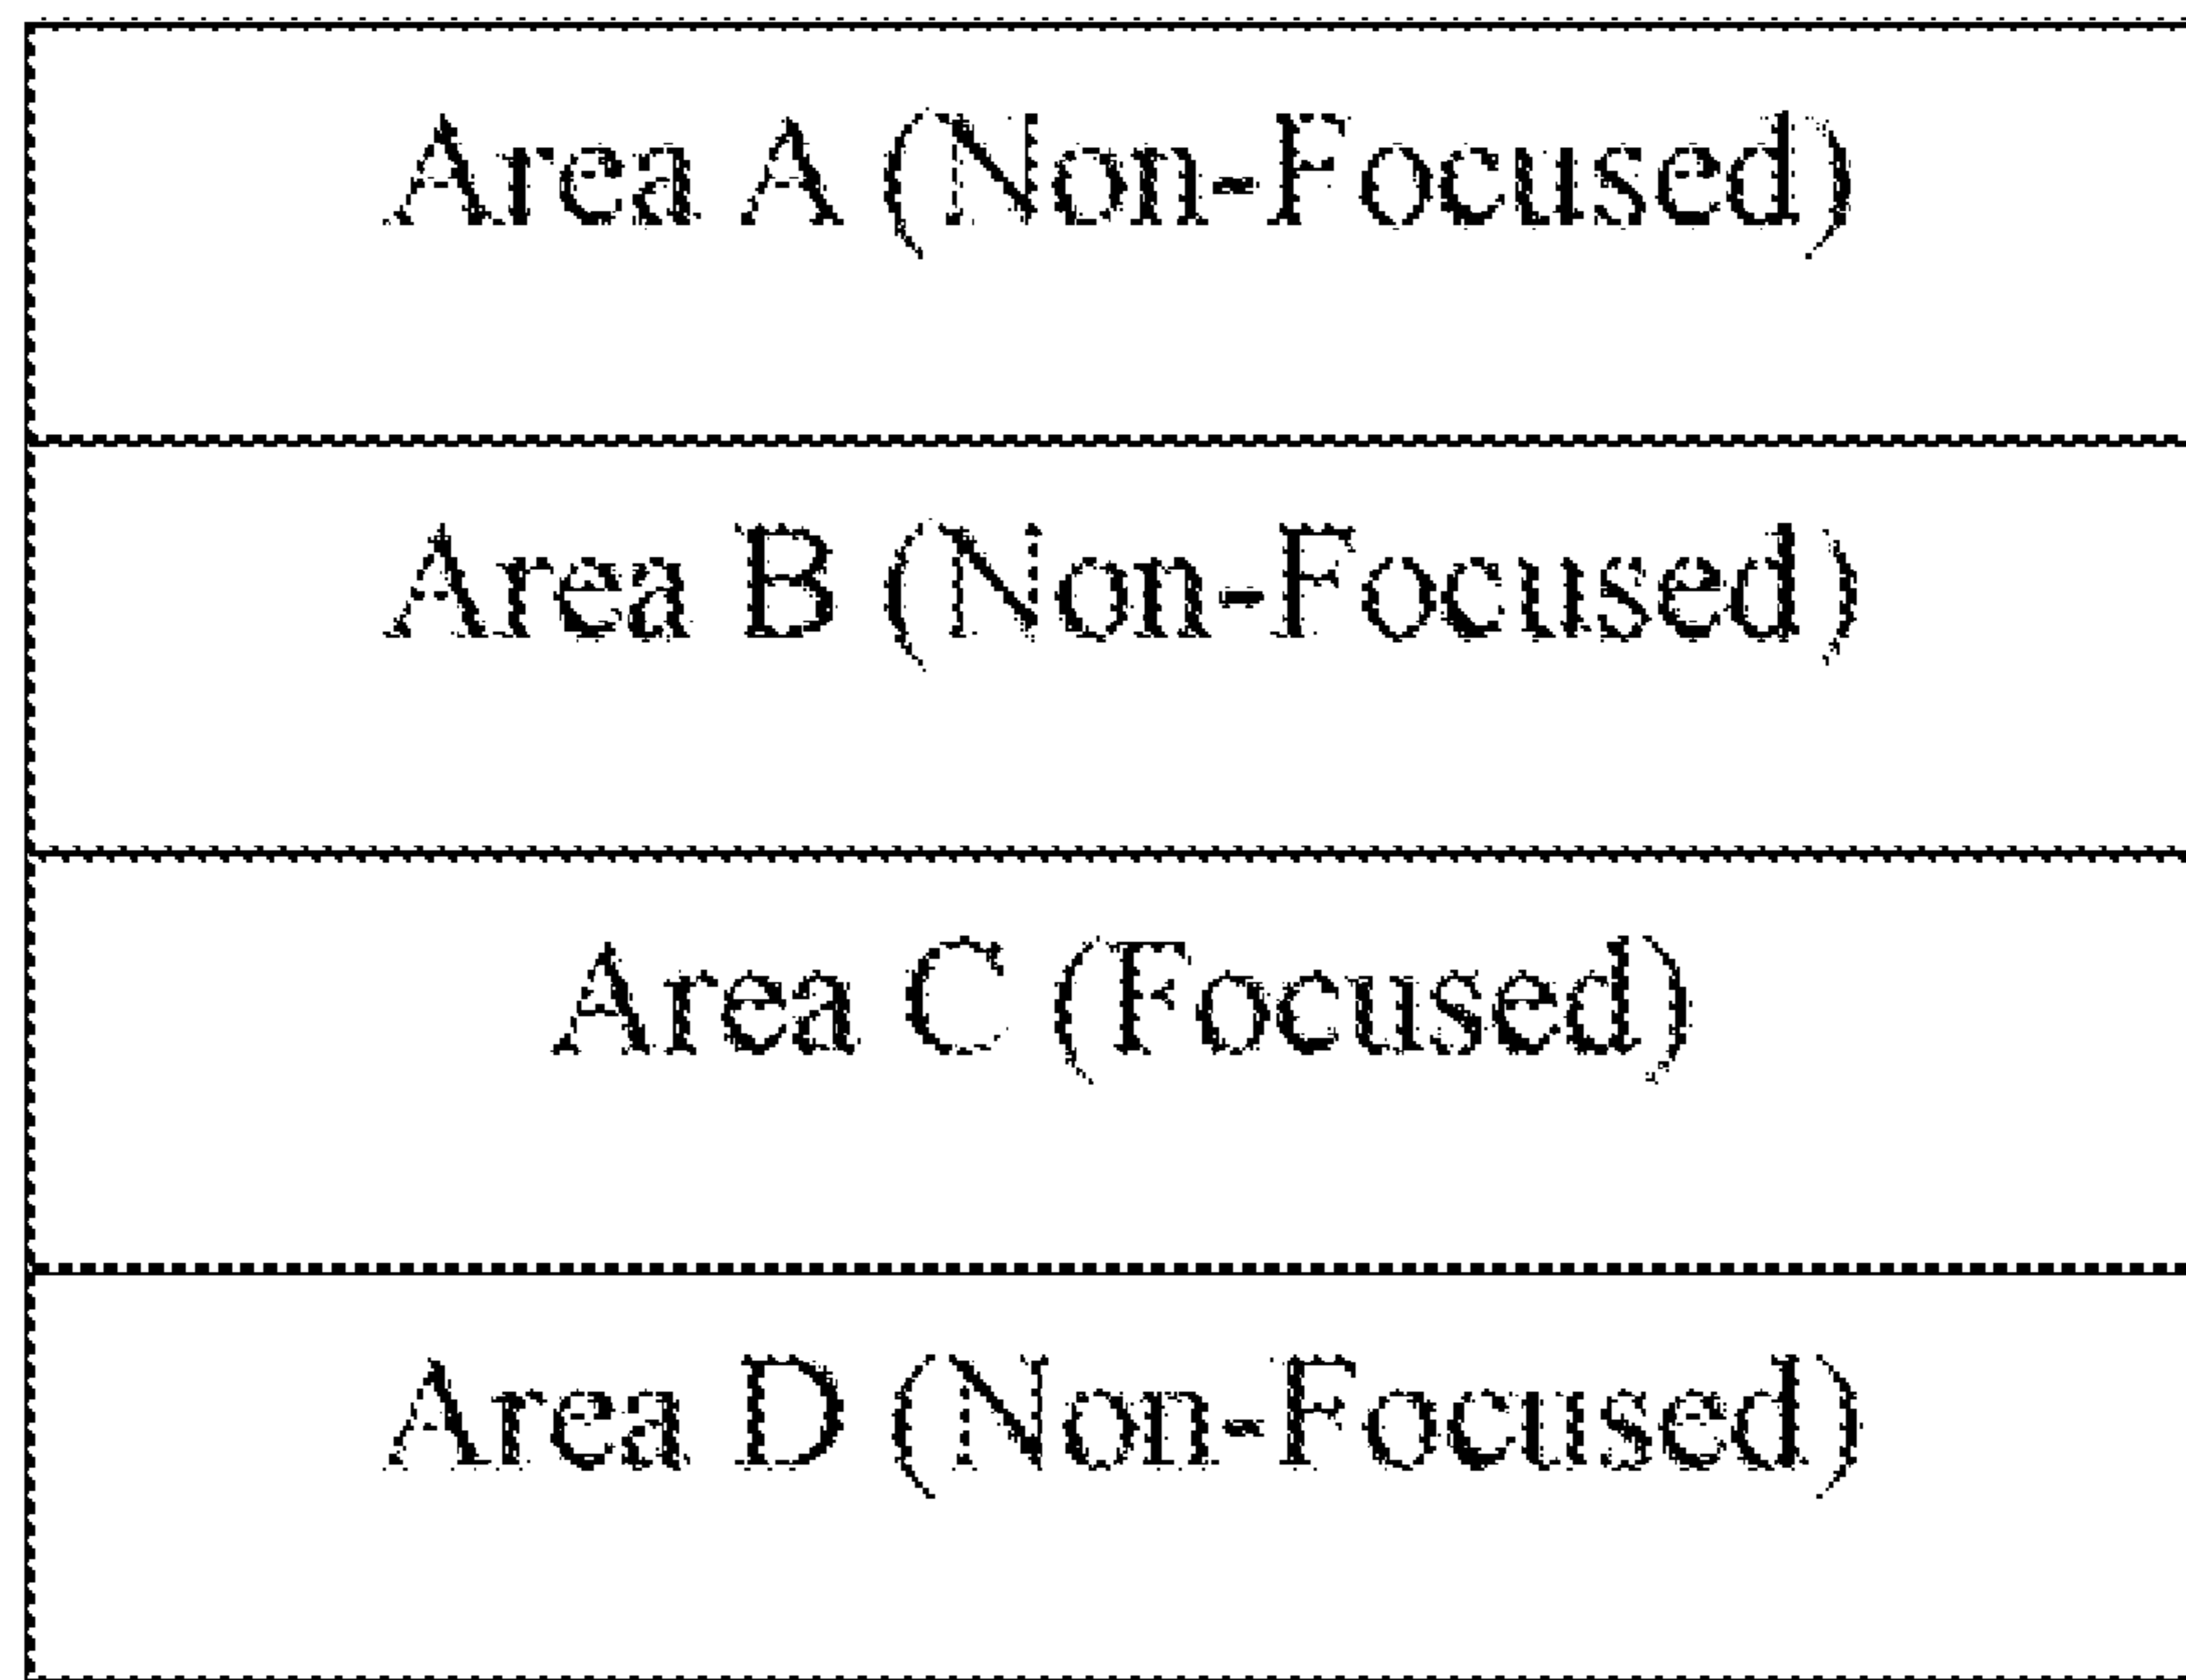 Area A (Non-Focused)
Area B (Non-Focused)
Area C (Focused)
Area D (Non-Focused)